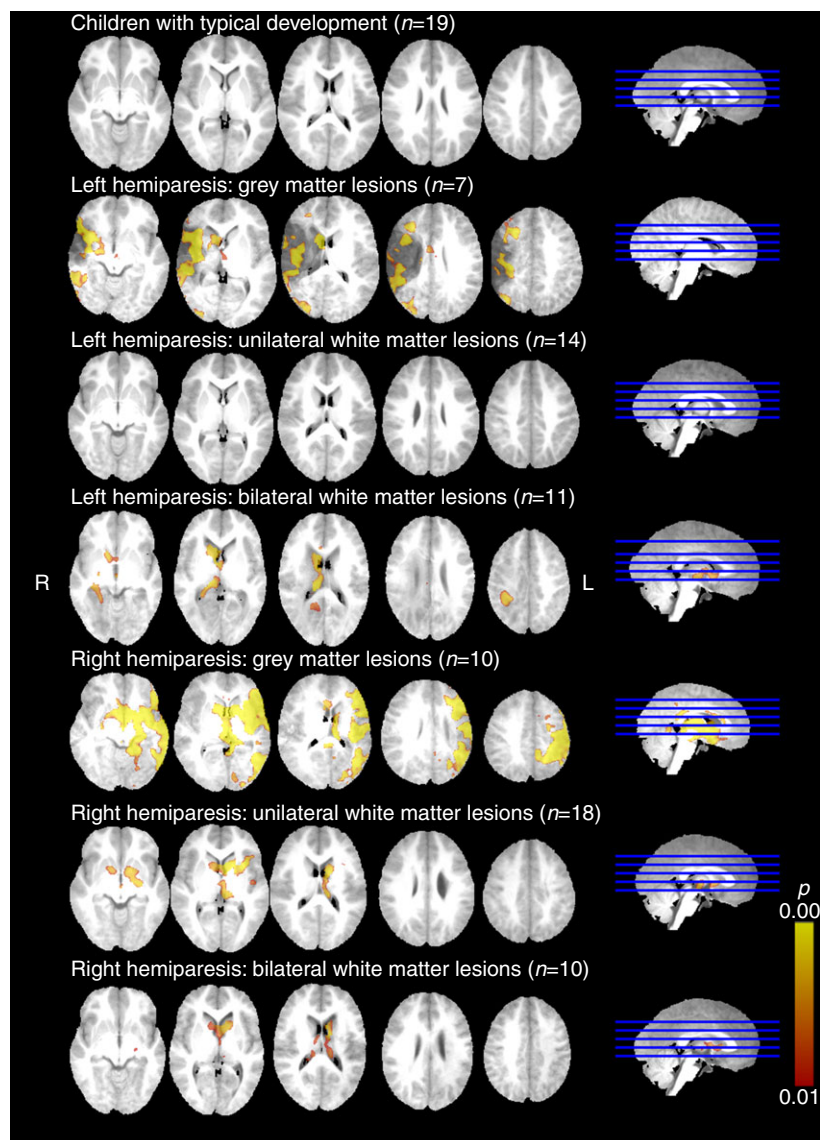 Children with typical development (n=19)
Left hemiparesis: grey matter lesions (n=7)
Left hemiparesis: unilateral white matter lesions (n=14)
Left hemiparesis: bilateral white matter lesions (n=11)
R
L
Right hemiparesis: grey matter lesions (n=10)
Right hemiparesis: unilateral white matter lesions (n=18)
p
0.00
Right hemiparesis: bilateral white matter lesions (n=10)
0.01